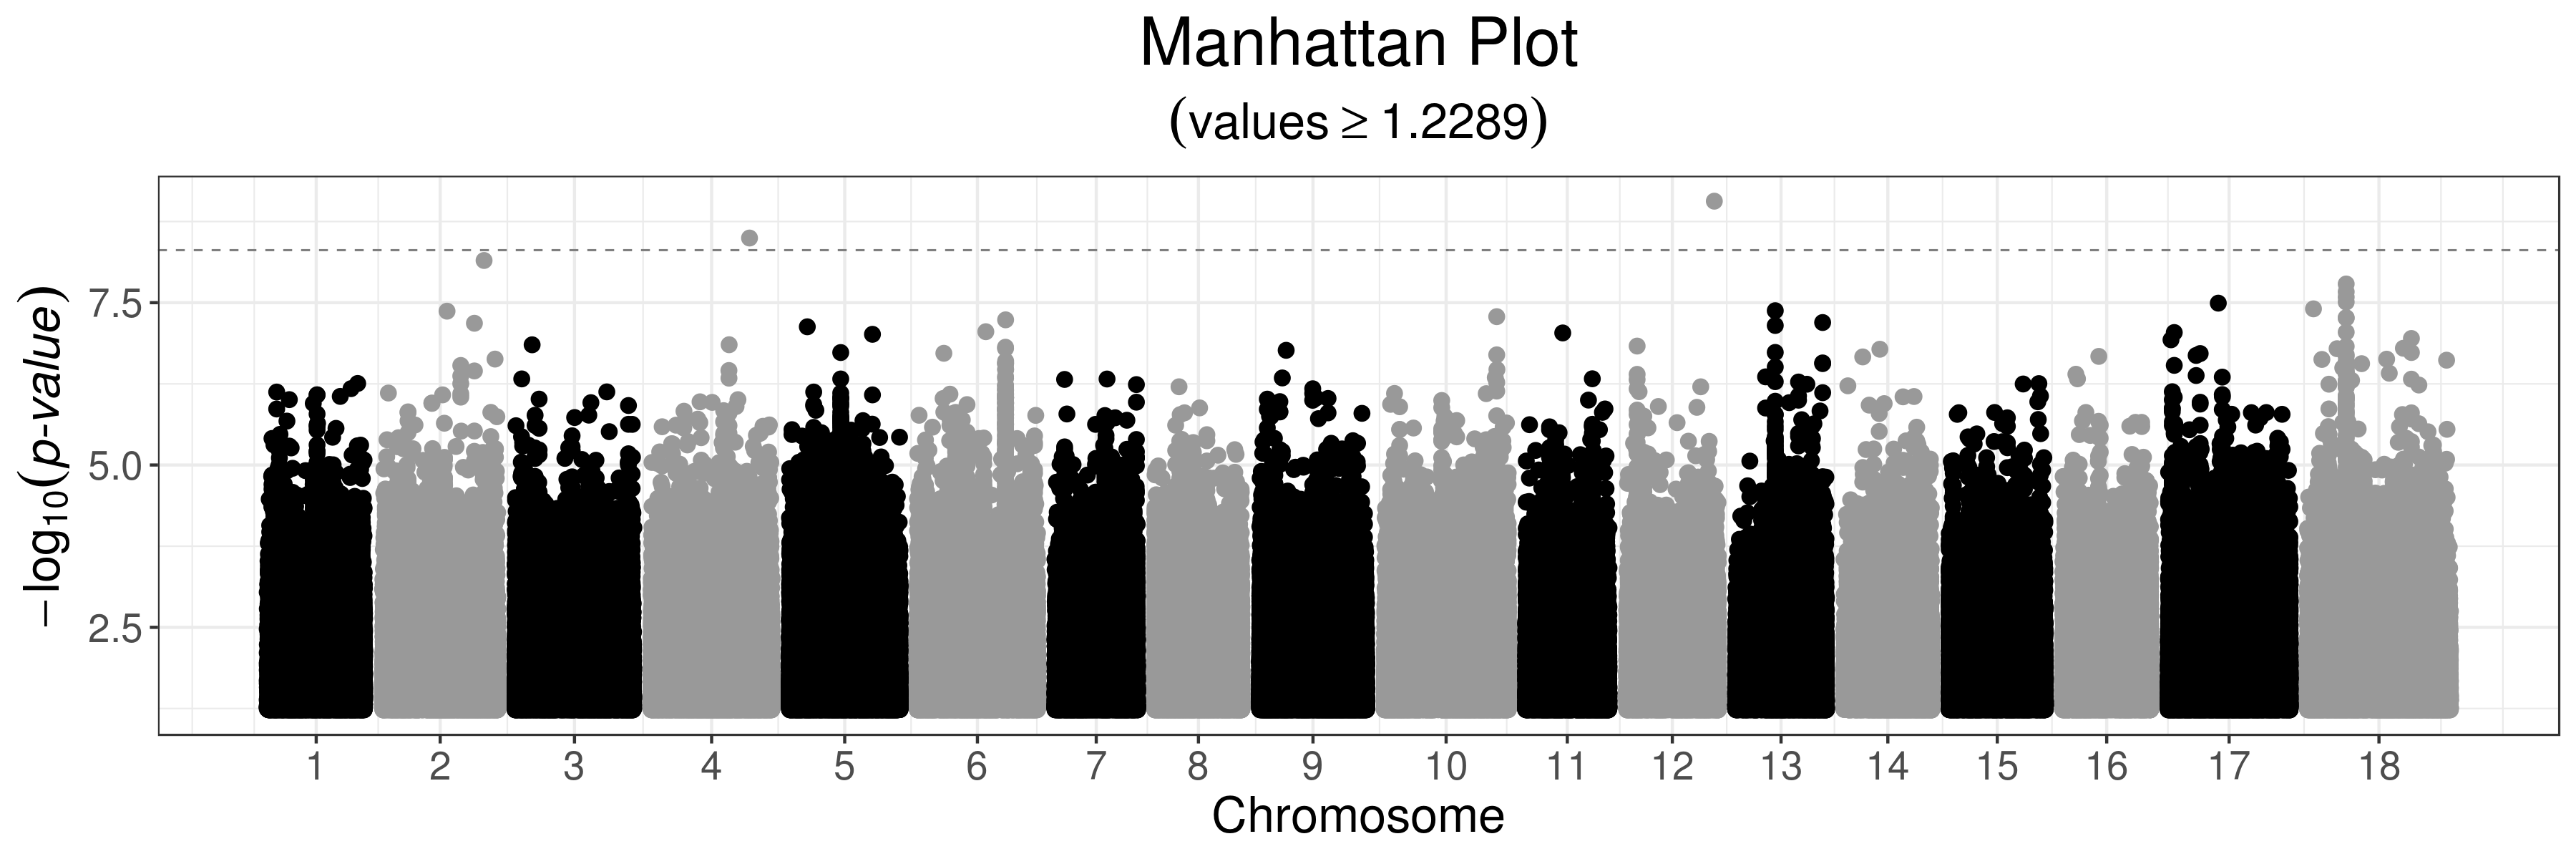 Manhattan Plot
(values ≥ 1.2289)
−log10(p-value)
7.5
5.0
2.5
1 2 3 4 5 6 7 8 9 10 11 12 13 14 15 16 17 18
Chromosome